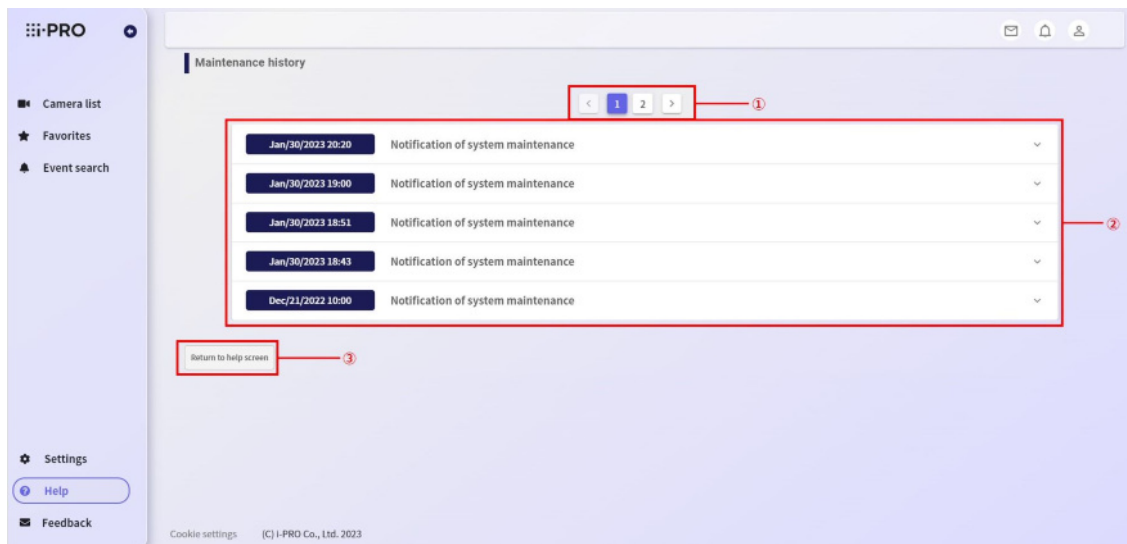 i-PRO
Maintenance history
Camera list
Favorites
Event search
< 1 2 > ①
Jan/30/2023 20:20 Notification of system maintenance
Jan/30/2023 19:00 Notification of system maintenance
Jan/30/2023 18:51 Notification of system maintenance
②
Jan/30/2023 18:43 Notification of system maintenance
Dec/21/2022 10:00 Notification of system maintenance
Return to help screen ③
Settings
Help
Feedback
Cookie settings (C) i-PRO Co., Ltd. 2023